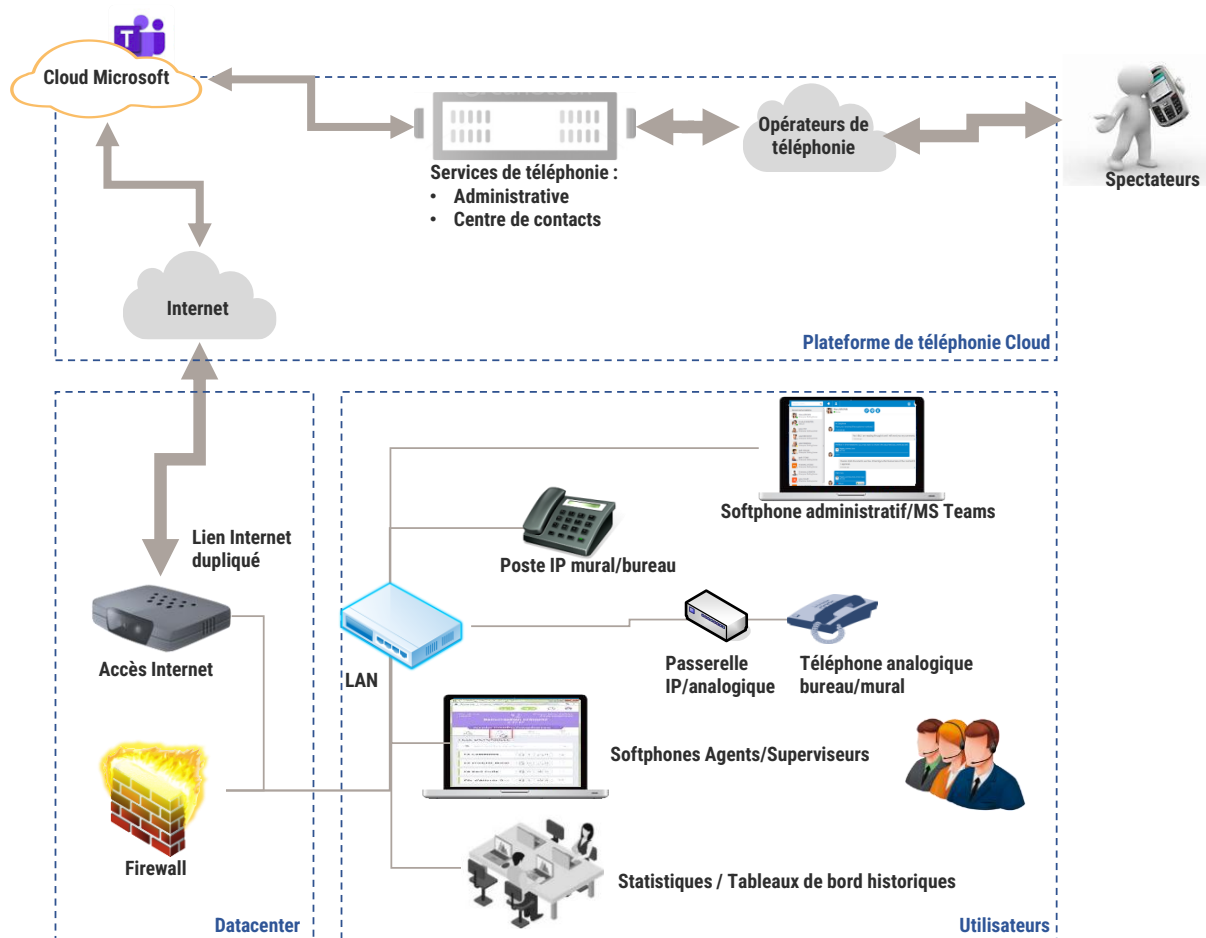 Cloud Microsoft
Services de téléphonie :
• Administrative
• Centre de contacts
Opérateurs de
téléphonie
Spectateurs
Internet
Plateforme de téléphonie Cloud
Lien Internet
dupliqué
Accès Internet
Firewall
Datacenter
Softphone administratif/MS Teams
Poste IP mural/bureau
LAN
Passerelle
IP/analogique
Téléphone analogique
bureau/mural
Softphones Agents/Superviseurs
Statistiques / Tableaux de bord historiques
Utilisateurs